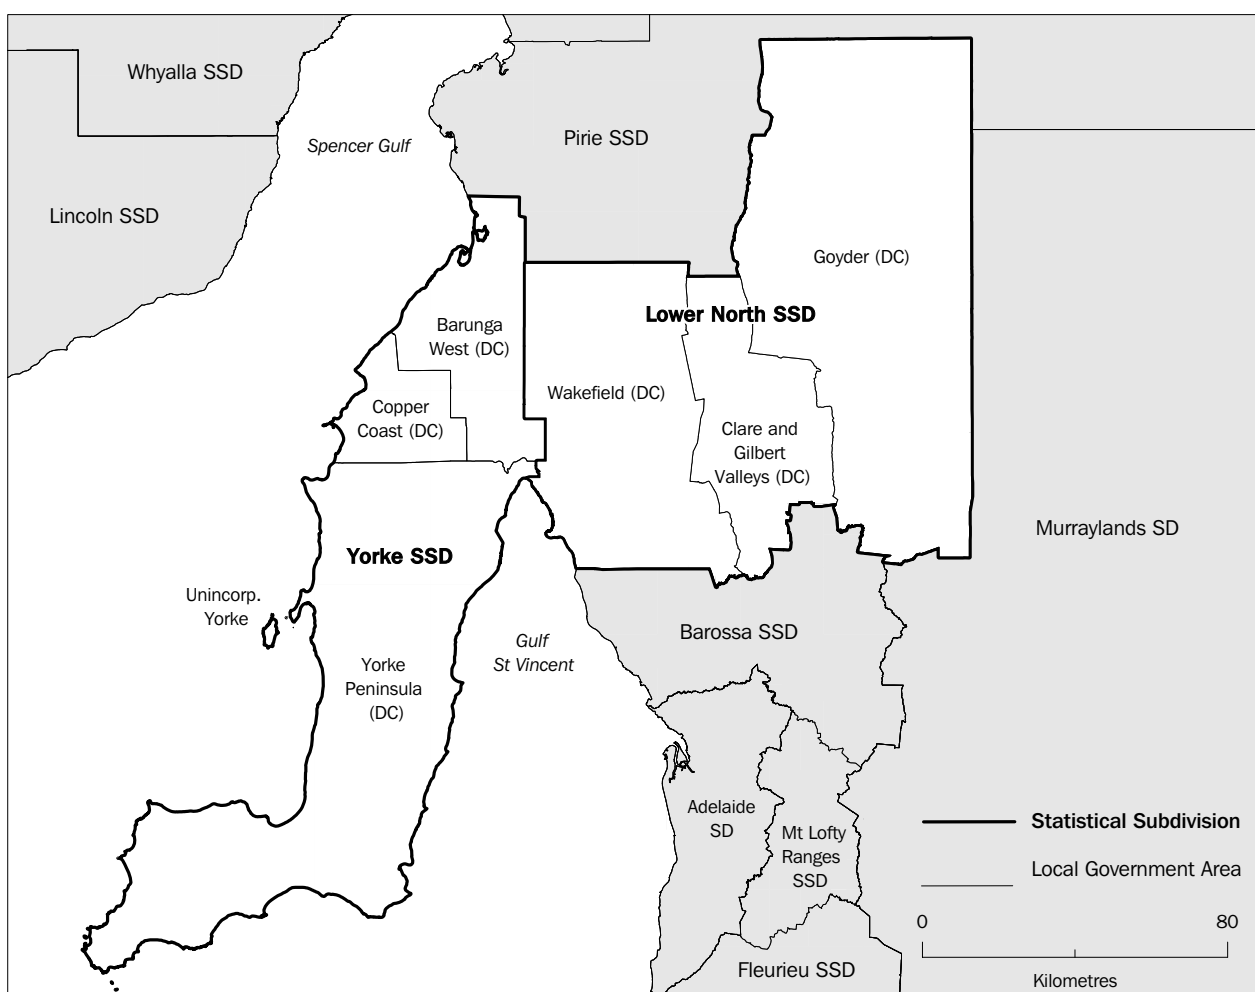 Whyalla SSD
Pirie SSD
Spencer Gulf
Lincoln SSD
Goyder (DC)
Lower North SSD
Barunga
West (DC)
Wakefield (DC)
Copper
Coast (DC)
Clare and
Gilbert
Valleys (DC)
Murraylands SD
Yorke SSD
Unincorp.
Yorke
Barossa SSD
Gulf
St Vincent
Yorke
Peninsula
(DC)
Adelaide
SD
Mt Lofty
Ranges
SSD
Statistical Subdivision
Local Government Area
0 80
Kilometres
Fleurieu SSD